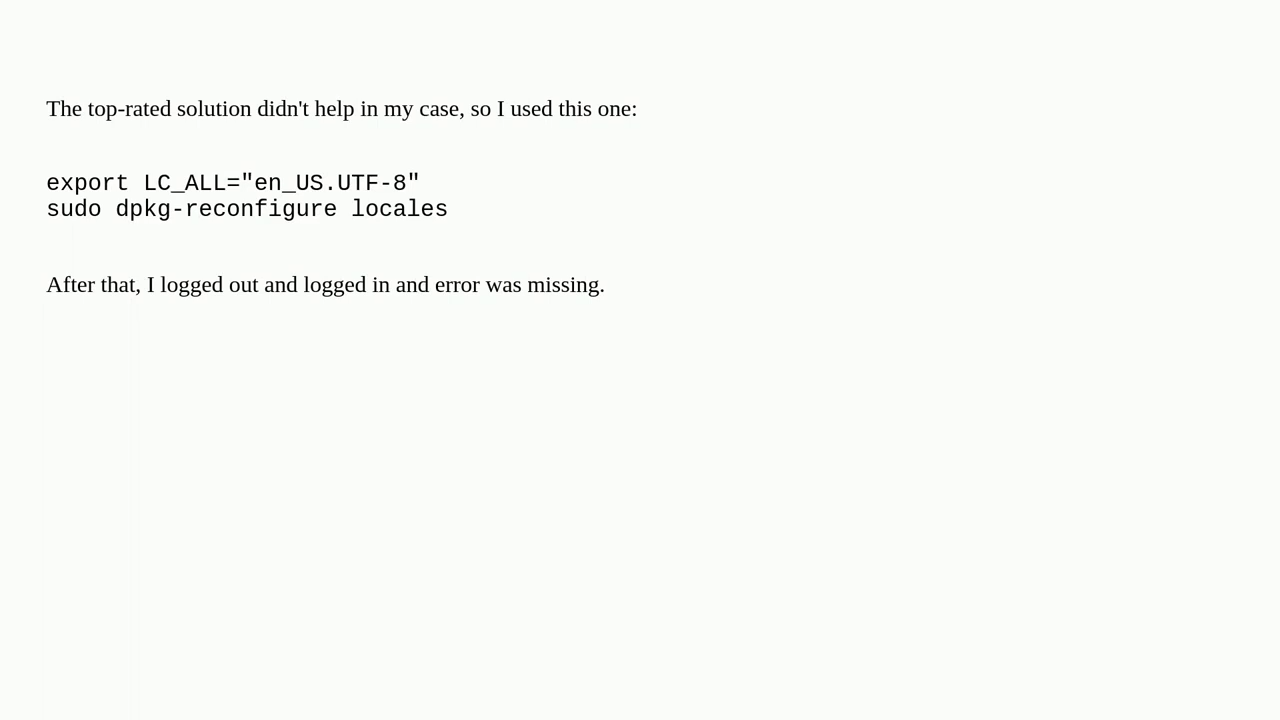 The top-rated solution didn't help in my case, so I used this one:
export LC_ALL="en_US.UTF-8"
sudo dpkg-reconfigure locales
After that, I logged out and logged in and error was missing.